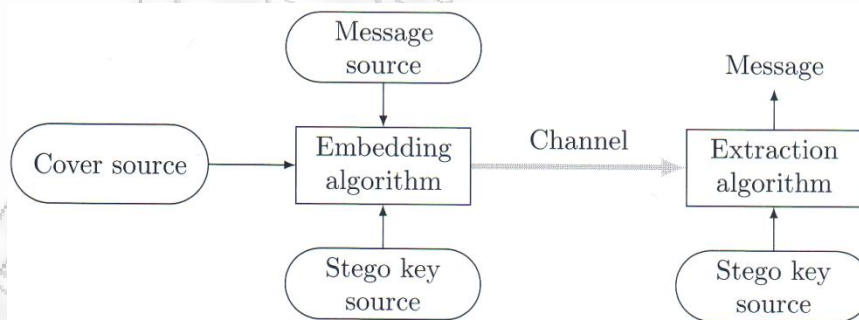 Message
source
Message
Cover source
Embedding
algorithm
Channel
Extraction
algorithm
Stego key
source
Stego key
source